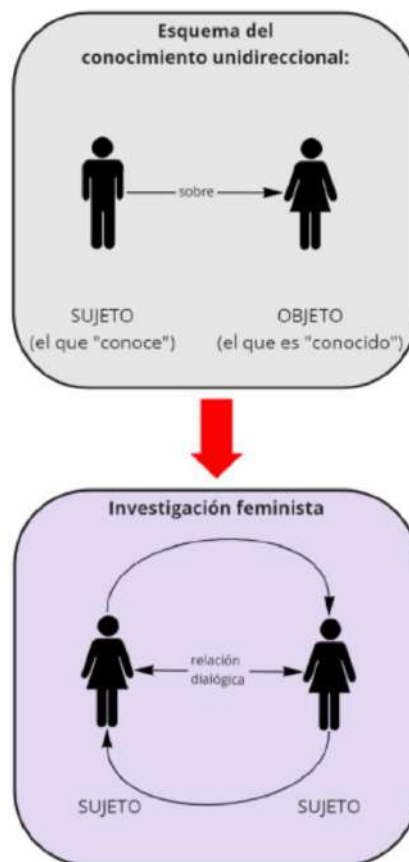 Esquema del
conocimiento unidireccional:
sobre
SUJETO OBJETO
(el que "conoce") (el que es "conocido")
Investigación feminista
relación
dialógica
SUJETO SUJETO